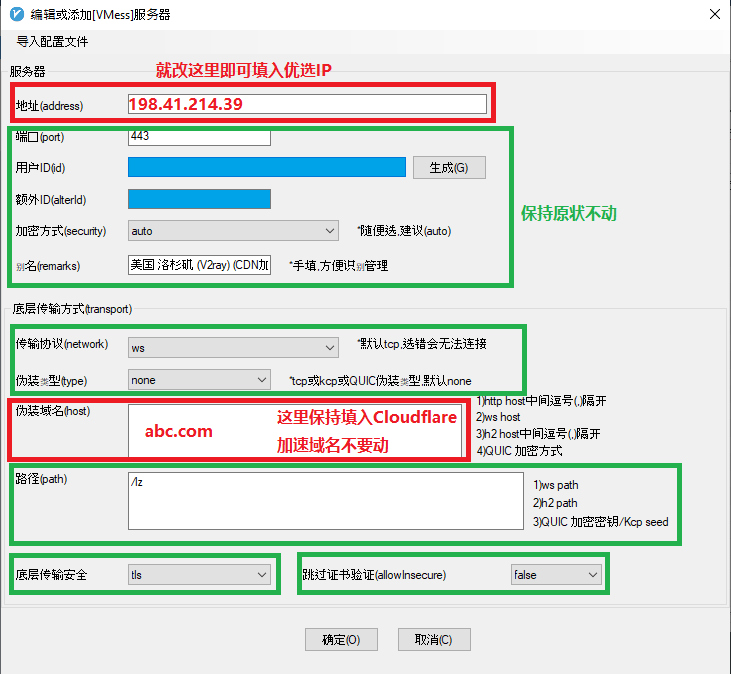 编辑或添加[VMess]服务器
导入配置文件
服务器
就改这里即可填入优选IP
地址(address)
198.41.214.39
端口(port)
443
用户ID(id)
生成(G)
额外ID(alterId)
保持原状不动
加密方式(security)
auto
*随便选,建议(auto)
别名(remarks)
美国 洛杉矶 (V2ray) (CDN加
*手填,方便识别管理
底层传输方式(transport)
传输协议(network)
ws
*默认tcp,选错会无法连接
伪装类型(type)
none
*tcp或kcp或QUIC伪装类型,默认none
伪装域名(host)
abc.com
这里保持填入Cloudflare
加速域名不要动
1)http host中间逗号(,)隔开
2)ws host
3)h2 host中间逗号(,)隔开
4)QUIC 加密方式
路径(path)
/lz
1)ws path
2)h2 path
3)QUIC 加密密钥/Kcp seed
底层传输安全
tls
跳过证书验证(allowInsecure)
false
确定(O)
取消(C)